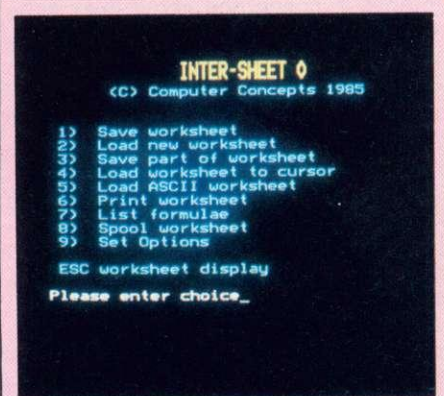 INTER-SHEET 0
(C) Computer Concepts 1985
1) Save worksheet
2) Load new worksheet
3) Save part of worksheet
4) Load worksheet to cursor
5) Load ASCII worksheet
6) Print worksheet
7) List formulae
8) Spool worksheet
9) Set Options
ESC worksheet display
Please enter choice_